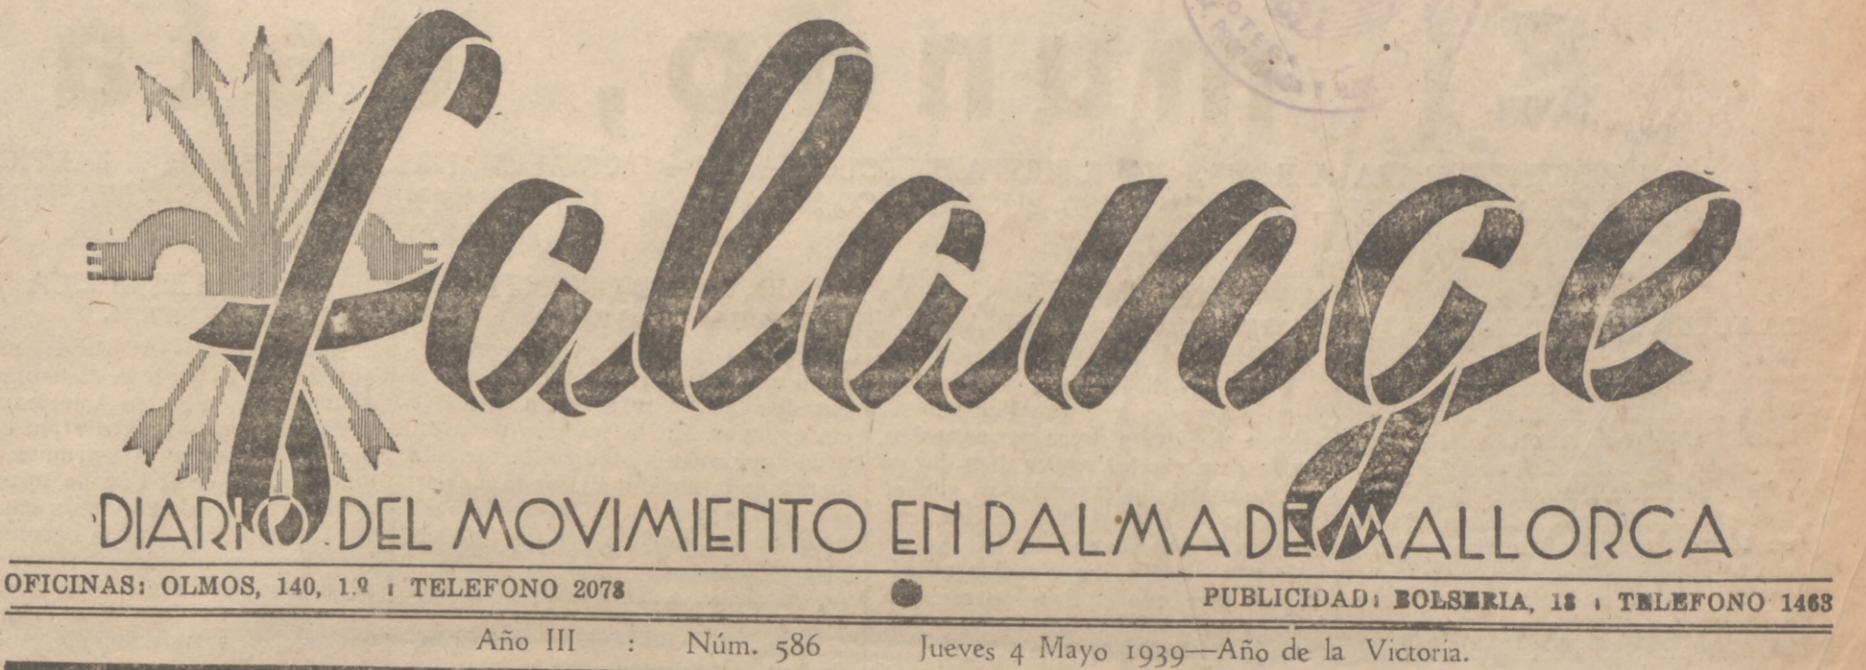 falange
DIARIO DEL MOVIMIENTO EN PALMA DE MALLORCA
OFICINAS: OLMOS, 140, 1.º : TELEFONO 2078
PUBLICIDAD: BOLSERIA, 18 : TELEFONO 1463
Año III : Núm. 586 Jueves 4 Mayo 1939—Año de la Victoria.